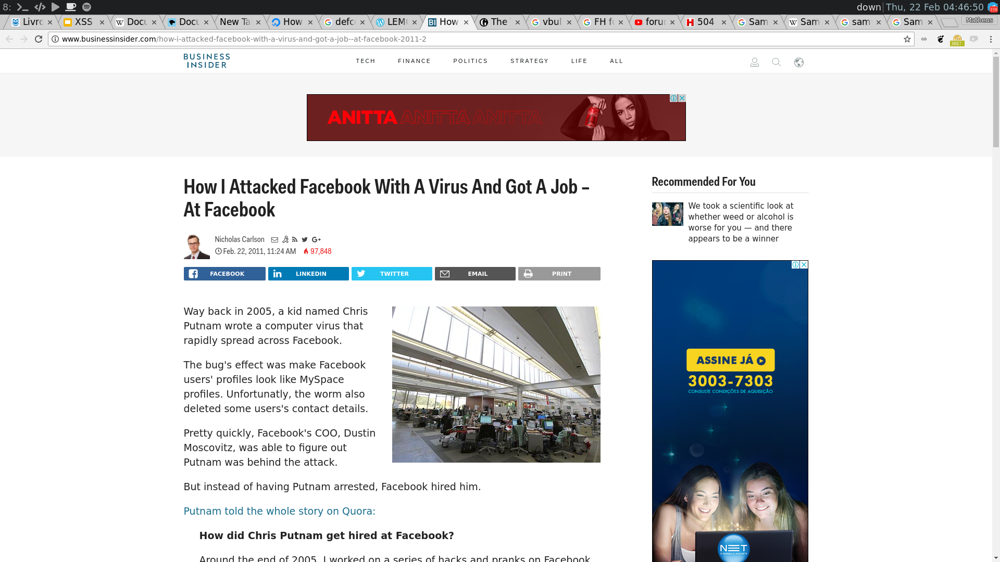 8: down Thu, 22 Feb 04:46:50 119
Livro XSS Docu Docu New Ta How defco LEM How The vbul FH fo foru 504 Sam Sam sam Sam Matheus
www.businessinsider.com/how-i-attacked-facebook-with-a-virus-and-got-a-job--at-facebook-2011-2
3667
BUSINESS
INSIDER
TECH FINANCE POLITICS STRATEGY LIFE ALL
ANITTA ANITTA ANITTA
How I Attacked Facebook With A Virus And Got A Job –
At Facebook
Nicholas Carlson
Feb. 22, 2011, 11:24 AM 97,848
FACEBOOK LINKEDIN TWITTER EMAIL PRINT
Way back in 2005, a kid named Chris
Putnam wrote a computer virus that
rapidly spread across Facebook.
The bug's effect was make Facebook
users' profiles look like MySpace
profiles. Unfortunatly, the worm also
deleted some users's contact details.
Pretty quickly, Facebook's COO, Dustin
Moscovitz, was able to figure out
Putnam was behind the attack.
But instead of having Putnam arrested, Facebook hired him.
Putnam told the whole story on Quora:
How did Chris Putnam get hired at Facebook?
Around the end of 2005, I worked on a series of hacks and pranks on Facebook
Recommended For You
We took a scientific look at
whether weed or alcohol is
worse for you — and there
appears to be a winner
ASSINE JÁ
3003-7303
CONSULTE CONDIÇÕES DE AQUISIÇÃO
NET
O MUNDO É DOS NETS